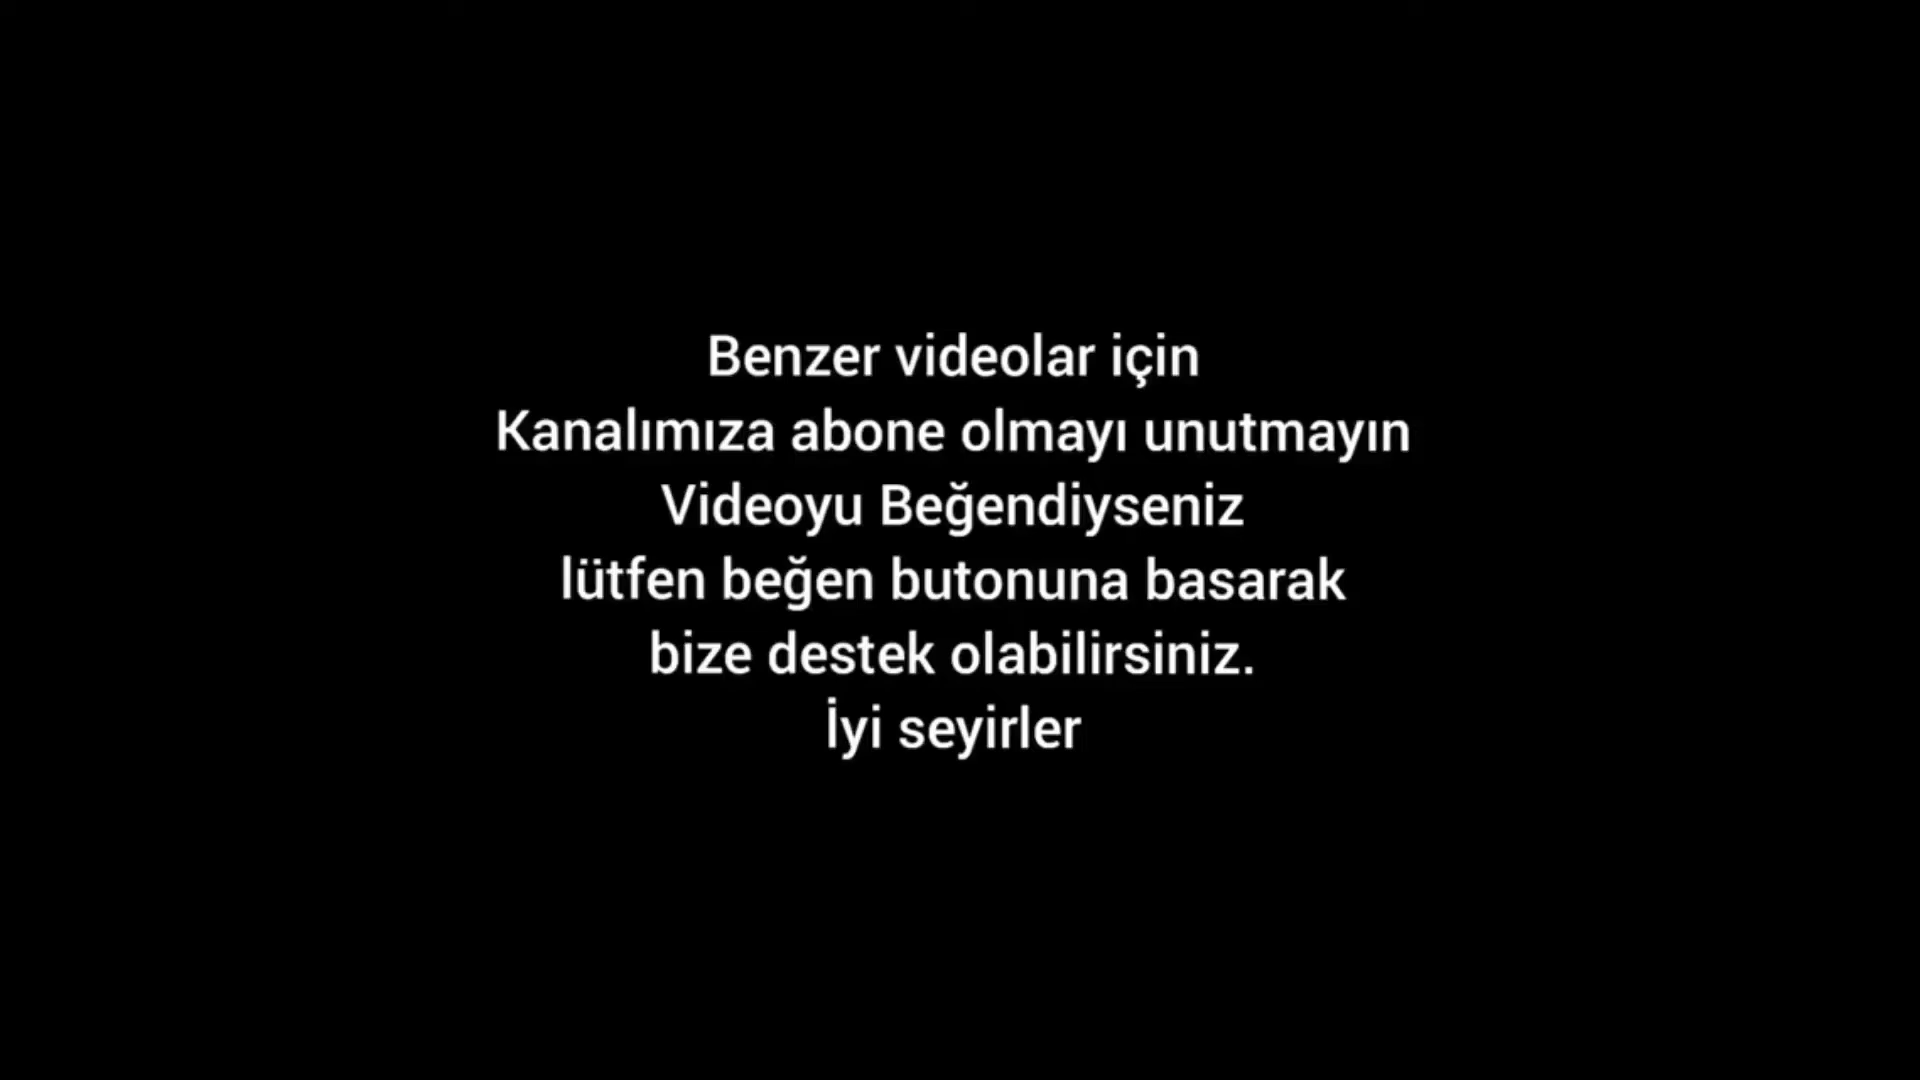 Benzer videolar için
Kanalımıza abone olmayı unutmayın
Videoyu Beğendiyseniz
lütfen beğen butonuna basarak
bize destek olabilirsiniz.
İyi seyirler